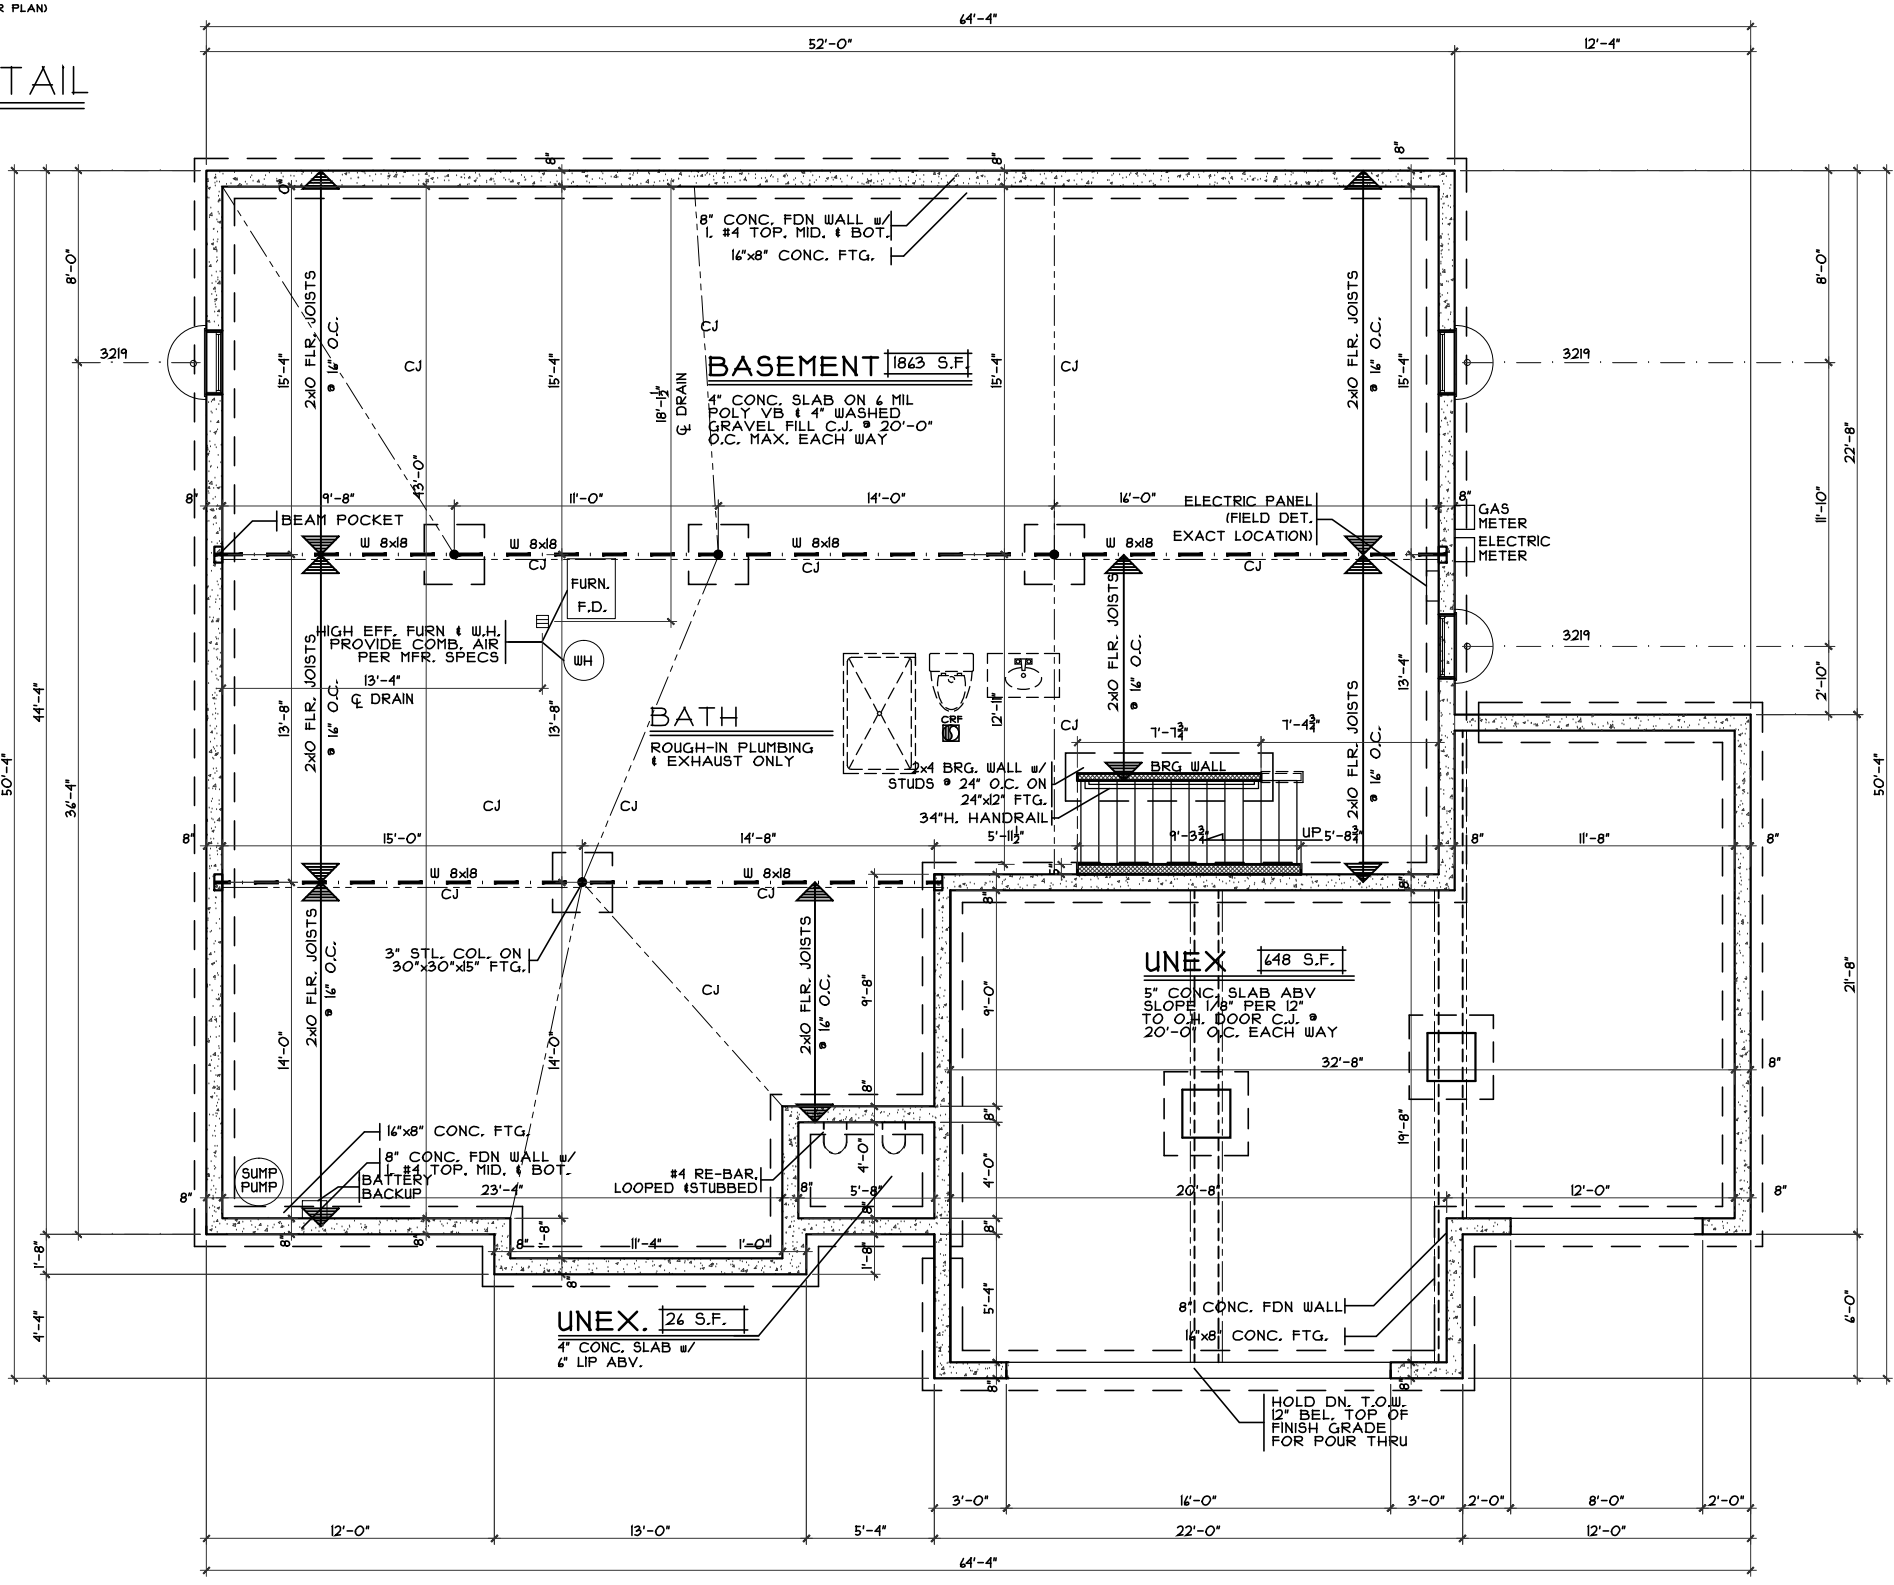 R PLAN)
TAIL
64'-4"
52'-0"
12'-4"
8"
8"
8"
8" CONC. FDN WALL w/
1. #4 TOP. MID. & BOT.
16"x8" CONC. FTG.
8'-0"
8'-0"
2x10 FLR. JOISTS
@ 16" O.C.
2x10 FLR. JOISTS
@ 16" O.C.
3219
3219
CJ
CJ
CJ
15'-4"
15'-4"
15'-4"
15'-4"
BASEMENT 1863 S.F.
4" CONC. SLAB ON 6 MIL
POLY VB & 4" WASHED
GRAVEL FILL C.J. @ 20'-0"
O.C. MAX. EACH WAY
18'-1½"
℄ DRAIN
22'-8"
11'-10"
43'-0"
8"
9'-8"
11'-0"
14'-0"
16'-0"
8"
BEAM POCKET
ELECTRIC PANEL
(FIELD DET.
EXACT LOCATION)
GAS
METER
ELECTRIC
METER
W 8x18
W 8x18
W 8x18
W 8x18
CJ
CJ
CJ
FURN.
F.D.
HIGH EFF. FURN & W.H.
PROVIDE COMB. AIR
PER MFR. SPECS
WH
13'-4"
℄ DRAIN
2x10 FLR. JOISTS
@ 16" O.C.
2x10 FLR. JOISTS
@ 16" O.C.
2x10 FLR. JOISTS
@ 16" O.C.
3219
2'-10"
13'-4"
13'-8"
13'-8"
12'-11"
44'-4"
50'-4"
36'-4"
50'-4"
BATH
ROUGH-IN PLUMBING
& EXHAUST ONLY
CRF
CJ
7'-7¾"
7'-4¾"
BRG WALL
2x4 BRG. WALL w/
STUDS @ 24" O.C. ON
24"x12" FTG.
34"H. HANDRAIL
CJ
CJ
8"
15'-0"
14'-8"
5'-11½"
9'-3¾"
UP
5'-8¾"
8"
11'-8"
8"
5"
W 8x18
W 8x18
CJ
CJ
8"
8"
3" STL. COL. ON
30"x30"x15" FTG.
CJ
2x10 FLR. JOISTS
@ 16" O.C.
2x10 FLR. JOISTS
@ 16" O.C.
9'-8"
9'-0"
14'-0"
14'-0"
UNEX 648 S.F.
5" CONC. SLAB ABV
SLOPE 1/8" PER 12"
TO O.H. DOOR C.J. @
20'-0" O.C. EACH WAY
21'-8"
32'-8"
8"
8"
8"
19'-8"
16"x8" CONC. FTG.
8" CONC. FDN WALL w/
1. #4 TOP. MID. & BOT.
BATTERY
BACKUP
SUMP
PUMP
#4 RE-BAR.
LOOPED &STUBBED
4'-0"
4'-0"
8"
23'-4"
8"
5'-8"
20'-8"
12'-0"
8"
8"
8"
8"
8"
8"
1'-8"
11'-4"
1'-0"
1'-8"
1'-8"
8"
8"
4'-4"
5'-4"
6'-0"
UNEX. 26 S.F.
4" CONC. SLAB w/
6" LIP ABV.
8" CONC. FDN WALL
16"x8" CONC. FTG.
8"
8"
HOLD DN. T.O.W.
12" BEL. TOP OF
FINISH GRADE
FOR POUR THRU
3'-0"
16'-0"
3'-0"
2'-0"
8'-0"
2'-0"
12'-0"
13'-0"
5'-4"
22'-0"
12'-0"
64'-4"